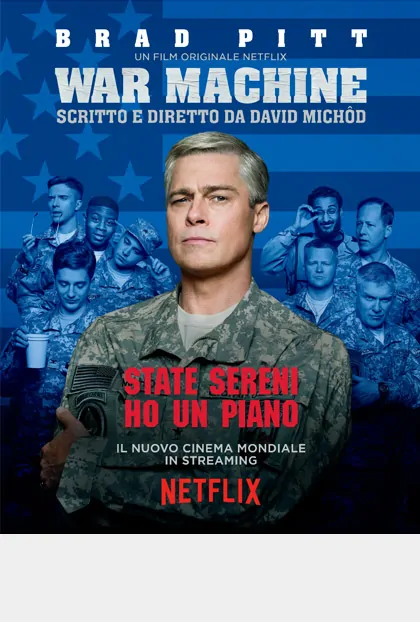 BRAD PITT
UN FILM ORIGINALE NETFLIX
WAR MACHINE
SCRITTO E DIRETTO DA DAVID MICHÔD
STATE SERENI
HO UN PIANO
IL NUOVO CINEMA MONDIALE
IN STREAMING
NETFLIX